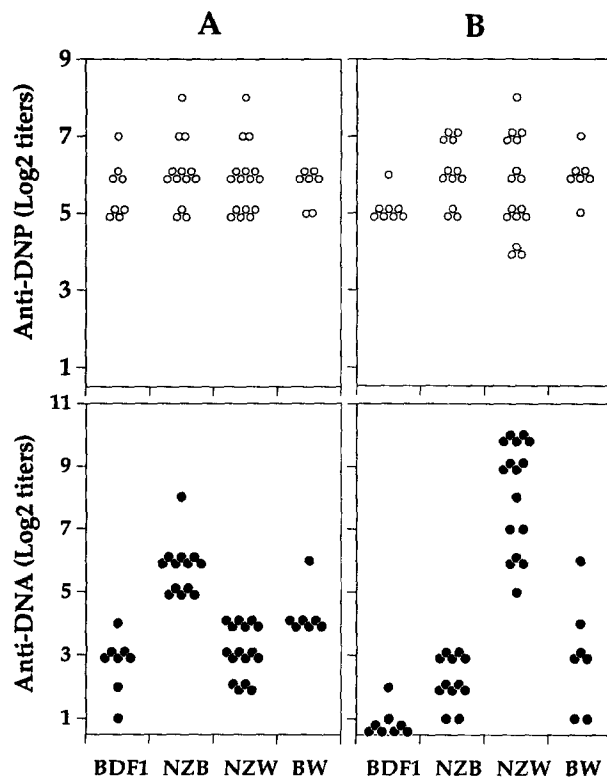 A B
Anti-DNP (Log2 titers)
9
7
5
3
1
Anti-DNA (Log2 titers)
11
9
7
5
3
1
BDF1 NZB NZW BW BDF1 NZB NZW BW